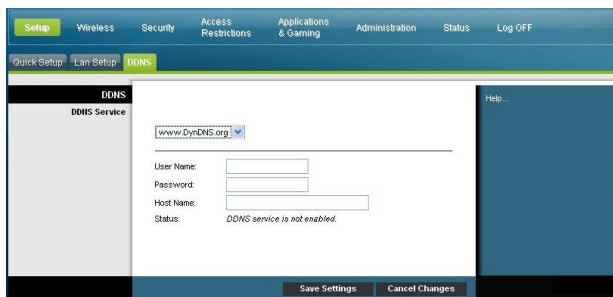 Setup Wireless Security Access Restrictions Applications & Gaming Administration Status Log OFF
Quick Setup Lan Setup DDNS
DDNS
Help...
DDNS Service
www.DynDNS.org
User Name:
Password:
Host Name:
Status: DDNS service is not enabled.
Save Settings Cancel Changes